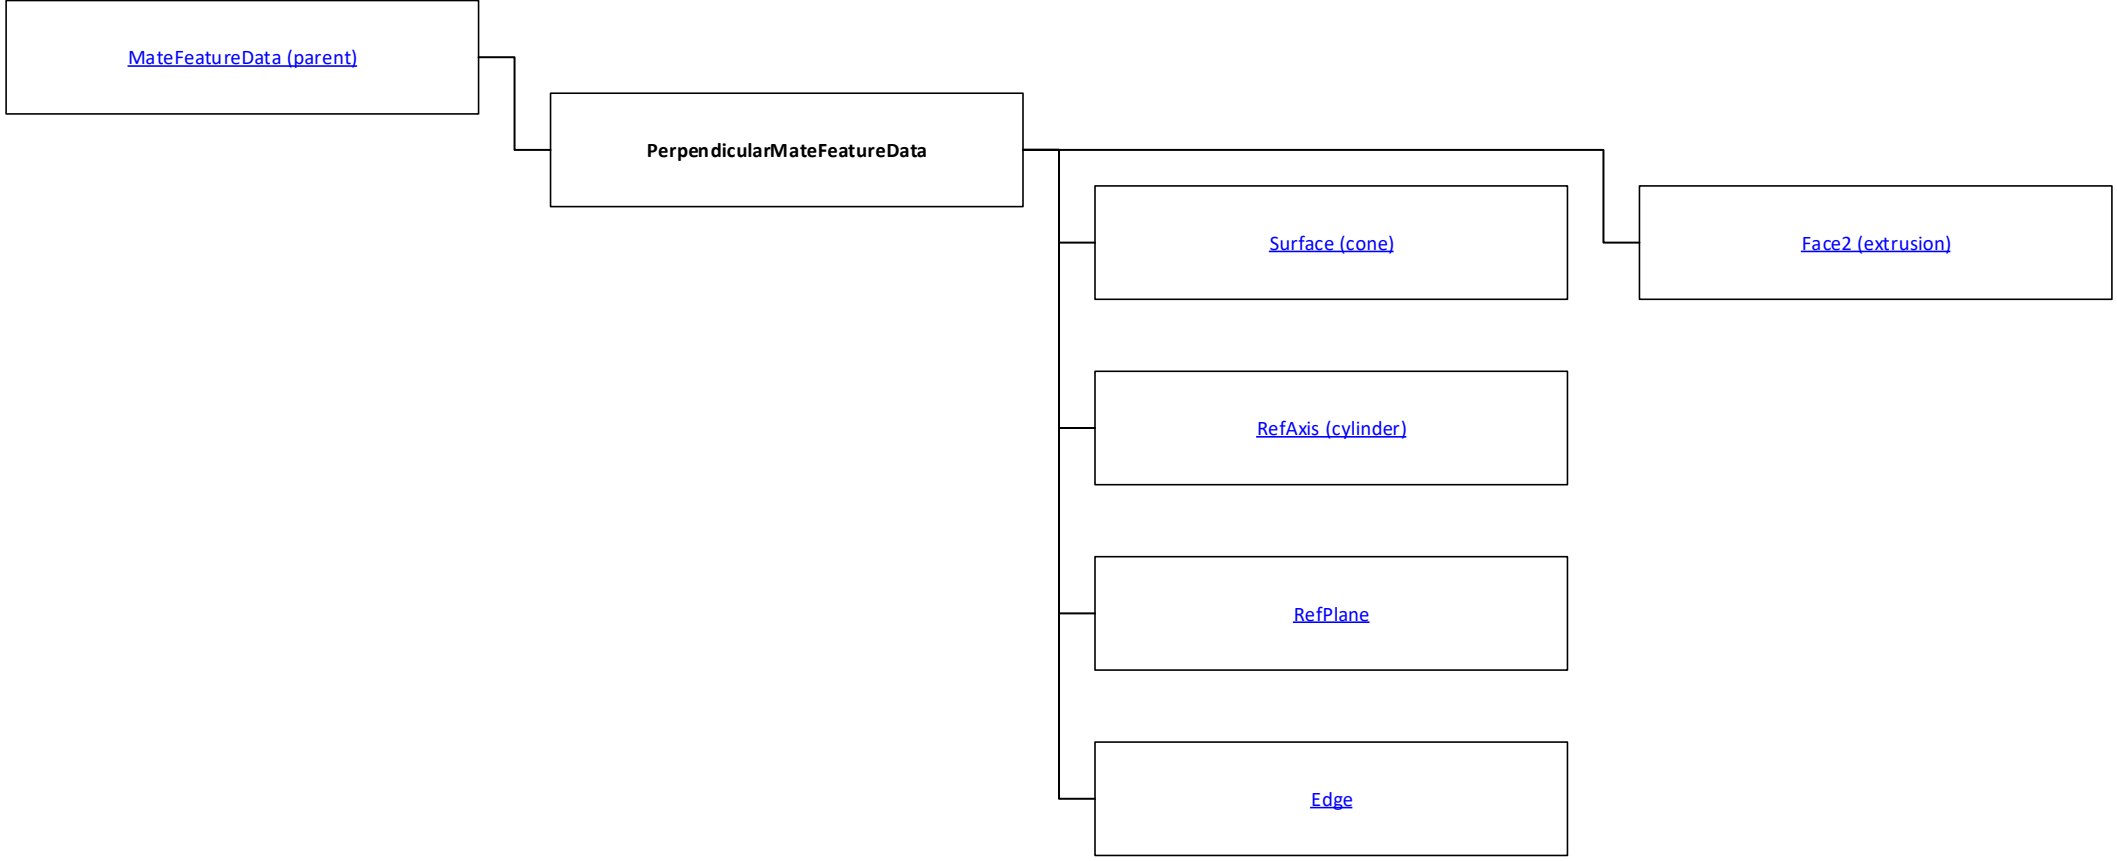 MateFeatureData (parent)
PerpendicularMateFeatureData
Surface (cone)
Face2 (extrusion)
RefAxis (cylinder)
RefPlane
Edge